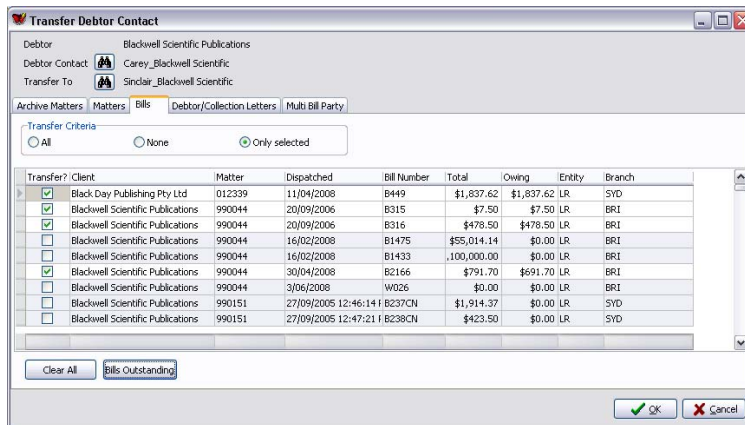 Transfer Debtor Contact
Debtor Blackwell Scientific Publications
Debtor Contact Carey_Blackwell Scientific
Transfer To Sinclair_Blackwell Scientific
Archive Matters Matters Bills Debtor/Collection Letters Multi Bill Party
Transfer Criteria
All None Only selected
Transfer? Client Matter Dispatched Bill Number Total Owing Entity Branch
Black Day Publishing Pty Ltd 012339 11/04/2008 B449 $1,837.62 $1,837.62 LR SYD
Blackwell Scientific Publications 990044 20/09/2006 B315 $7.50 $7.50 LR BRI
Blackwell Scientific Publications 990044 20/09/2006 B316 $478.50 $478.50 LR BRI
Blackwell Scientific Publications 990044 16/02/2008 B1475 $55,014.14 $0.00 LR BRI
Blackwell Scientific Publications 990044 16/02/2008 B1433 ,100,000.00 $0.00 LR BRI
Blackwell Scientific Publications 990044 30/04/2008 B2166 $791.70 $691.70 LR BRI
Blackwell Scientific Publications 990044 3/06/2008 W026 $0.00 $0.00 LR BRI
Blackwell Scientific Publications 990151 27/09/2005 12:46:14 B237CN $1,914.37 $0.00 LR SYD
Blackwell Scientific Publications 990151 27/09/2005 12:47:21 B238CN $423.50 $0.00 LR SYD
Clear All Bills Outstanding
OK Cancel